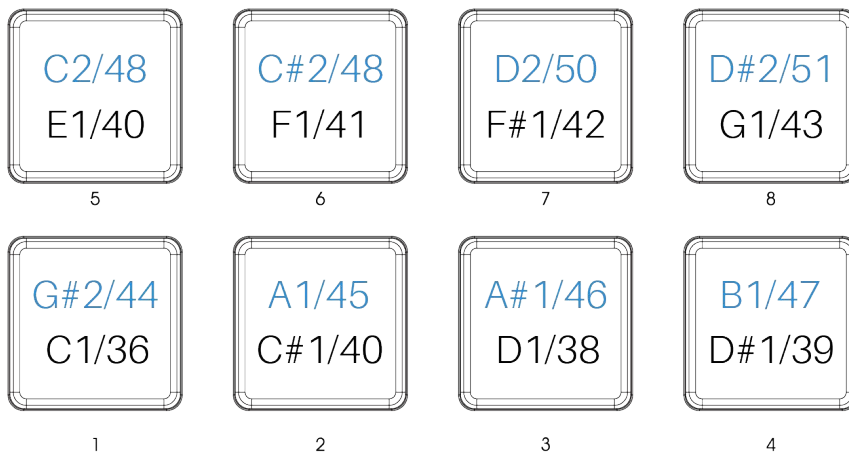 C2/48 C#2/48 D2/50 D#2/51
E1/40 F1/41 F#1/42 G1/43
5 6 7 8
G#2/44 A1/45 A#1/46 B1/47
C1/36 C#1/40 D1/38 D#1/39
1 2 3 4